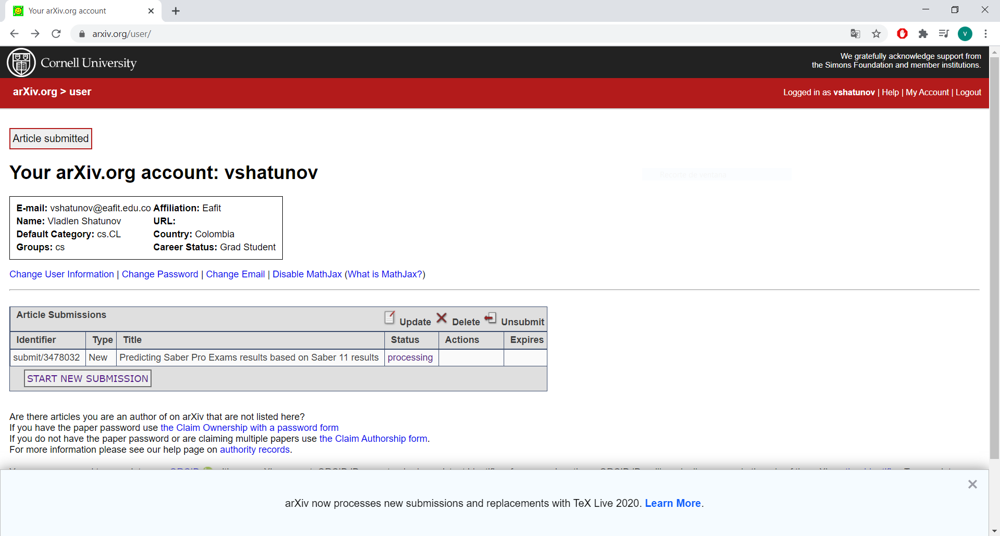 Your arXiv.org account
arxiv.org/user/
V
Cornell University
We gratefully acknowledge support from
the Simons Foundation and member institutions.
arXiv.org > user
Logged in as vshatunov | Help | My Account | Logout
Article submitted
Your arXiv.org account: vshatunov
Recorte de ventana
E-mail: vshatunov@eafit.edu.co Affiliation: Eafit
Name: Vladlen Shatunov URL:
Default Category: cs.CL Country: Colombia
Groups: cs Career Status: Grad Student
Change User Information | Change Password | Change Email | Disable MathJax (What is MathJax?)
Article Submissions Update Delete Unsubmit
Identifier Type Title Status Actions Expires
submit/3478032 New Predicting Saber Pro Exams results based on Saber 11 results processing
START NEW SUBMISSION
Are there articles you are an author of on arXiv that are not listed here?
If you have the paper password use the Claim Ownership with a password form
If you do not have the paper password or are claiming multiple papers use the Claim Authorship form.
For more information please see our help page on authority records.
arXiv now processes new submissions and replacements with TeX Live 2020. Learn More.